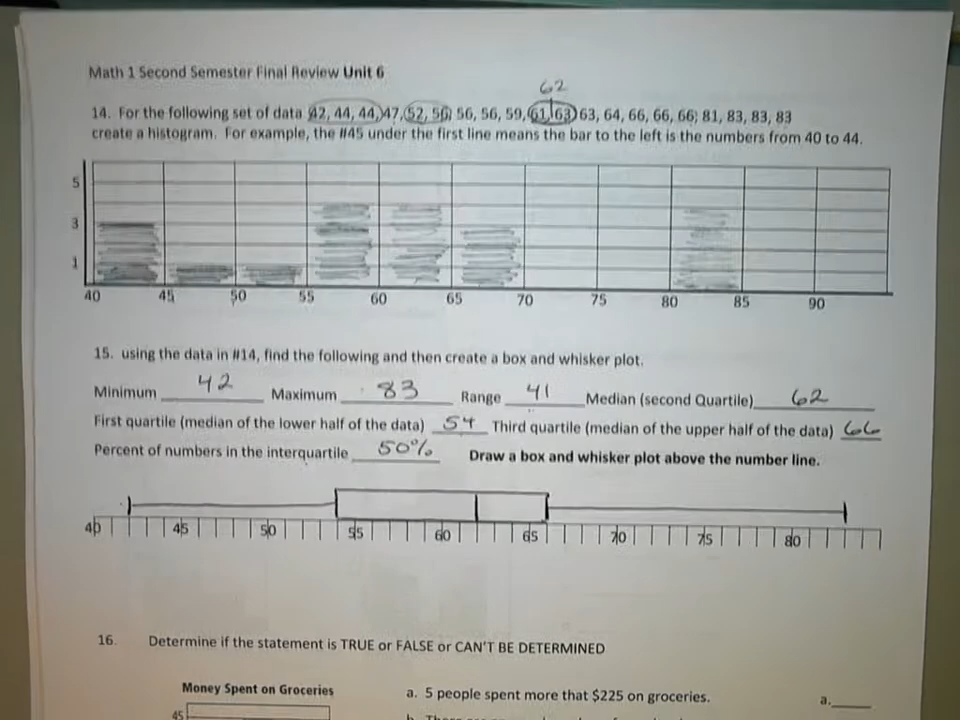 Math 1 Second Semester Final Review Unit 6
62
14. For the following set of data 42, 44, 44, 47, 52, 56, 56, 56, 59, 61, 63, 63, 64, 66, 66, 66, 81, 83, 83, 83
create a histogram. For example, the #45 under the first line means the bar to the left is the numbers from 40 to 44.
5
3
1
40 45 50 55 60 65 70 75 80 85 90
15. using the data in #14, find the following and then create a box and whisker plot.
Minimum 42 Maximum 83 Range 41 Median (second Quartile) 62
First quartile (median of the lower half of the data) 54 Third quartile (median of the upper half of the data) 66
Percent of numbers in the interquartile 50% Draw a box and whisker plot above the number line.
40 45 50 55 60 65 70 75 80
16. Determine if the statement is TRUE or FALSE or CAN'T BE DETERMINED
Money Spent on Groceries a. 5 people spent more that $225 on groceries. a.
45 b. There